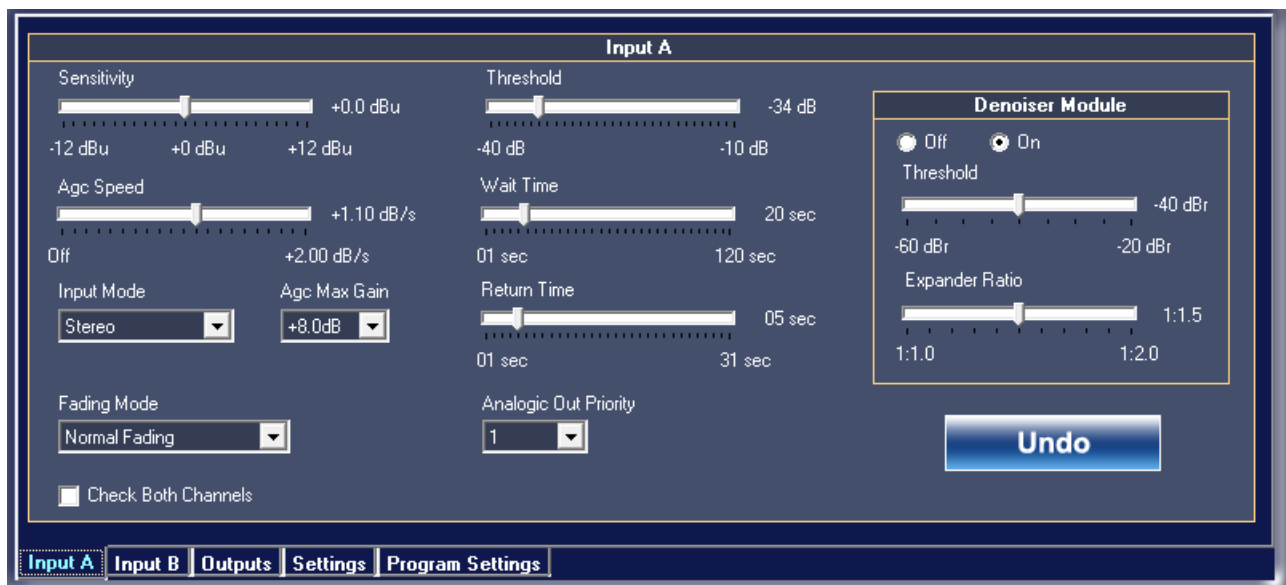 Input A
Sensitivity
+0.0 dBu
-12 dBu +0 dBu +12 dBu
Agc Speed
+1.10 dB/s
Off +2.00 dB/s
Input Mode
Stereo
Agc Max Gain
+8.0dB
Fading Mode
Normal Fading
Check Both Channels
Threshold
-34 dB
-40 dB -10 dB
Wait Time
20 sec
01 sec 120 sec
Return Time
05 sec
01 sec 31 sec
Analogic Out Priority
1
Denoiser Module
Off On
Threshold
-40 dBr
-60 dBr -20 dBr
Expander Ratio
1:1.5
1:1.0 1:2.0
Undo
Input A Input B Outputs Settings Program Settings